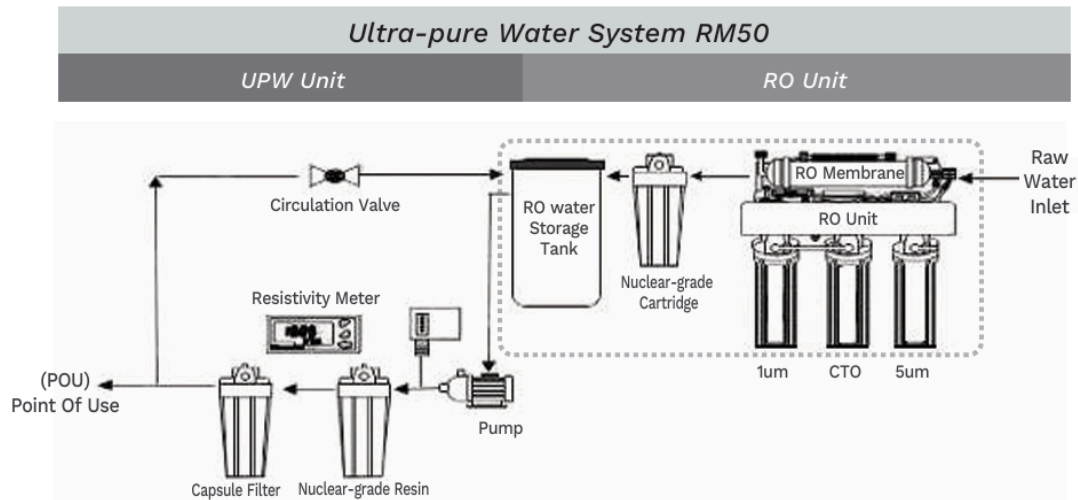 Ultra-pure Water System RM50
UPW Unit
RO Unit
Raw
Water
Inlet
RO Membrane
RO Unit
Circulation Valve
RO water
Storage
Tank
Nuclear-grade
Cartridge
Resistivity Meter
1um
CTO
5um
(POU)
Point Of Use
Pump
Capsule Filter
Nuclear-grade Resin